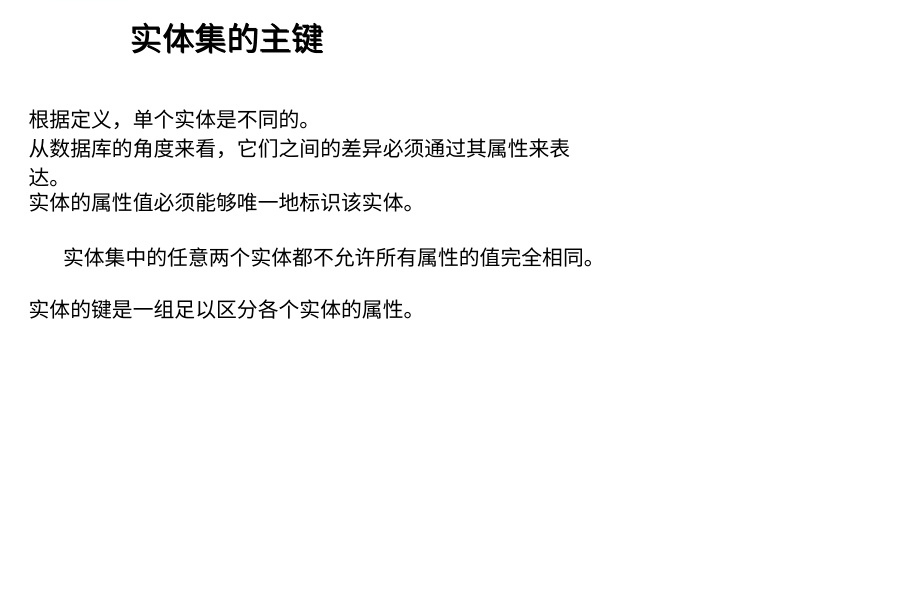 实体集的主键
根据定义，单个实体是不同的。
从数据库的角度来看，它们之间的差异必须通过其属性来表
达。
实体的属性值必须能够唯一地标识该实体。
实体集中的任意两个实体都不允许所有属性的值完全相同。
实体的键是一组足以区分各个实体的属性。